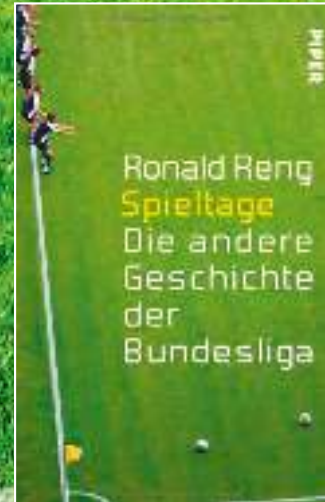 PIPER
Ronald Reng
Spieltage
Die andere
Geschichte
der
Bundesliga